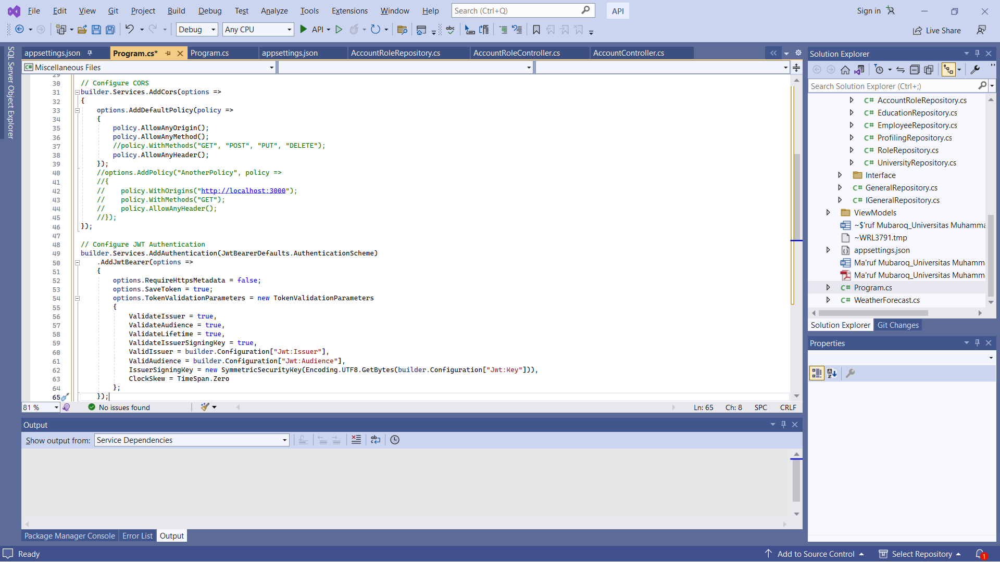 File Edit View Git Project Build Debug Test Analyze Tools Extensions Window Help Search (Ctrl+Q) API Sign in
Debug Any CPU API abc Live Share
SQL Server Object Explorer
appsettings.json Program.cs* Program.cs appsettings.json AccountRoleRepository.cs AccountRoleController.cs AccountController.cs
C# Miscellaneous Files
29
30 // Configure CORS
31 builder.Services.AddCors(options =>
32 {
33 options.AddDefaultPolicy(policy =>
34 {
35 policy.AllowAnyOrigin();
36 policy.AllowAnyMethod();
37 //policy.WithMethods("GET", "POST", "PUT", "DELETE");
38 policy.AllowAnyHeader();
39 });
40 //options.AddPolicy("AnotherPolicy", policy =>
41 //{
42 // policy.WithOrigins("http://localhost:3000");
43 // policy.WithMethods("GET");
44 // policy.AllowAnyHeader();
45 //});
46 });
47
48 // Configure JWT Authentication
49 builder.Services.AddAuthentication(JwtBearerDefaults.AuthenticationScheme)
50 .AddJwtBearer(options =>
51 {
52 options.RequireHttpsMetadata = false;
53 options.SaveToken = true;
54 options.TokenValidationParameters = new TokenValidationParameters
55 {
56 ValidateIssuer = true,
57 ValidateAudience = true,
58 ValidateLifetime = true,
59 ValidateIssuerSigningKey = true,
60 ValidIssuer = builder.Configuration["Jwt:Issuer"],
61 ValidAudience = builder.Configuration["Jwt:Audience"],
62 IssuerSigningKey = new SymmetricSecurityKey(Encoding.UTF8.GetBytes(builder.Configuration["Jwt:Key"])),
63 ClockSkew = TimeSpan.Zero
64 };
65 });
81 % No issues found Ln: 65 Ch: 8 SPC CRLF
Output
Show output from: Service Dependencies
Package Manager Console Error List Output
Solution Explorer
Search Solution Explorer (Ctrl+;)
C# AccountRoleRepository.cs
C# EducationRepository.cs
C# EmployeeRepository.cs
C# ProfilingRepository.cs
C# RoleRepository.cs
C# UniversityRepository.cs
Interface
C# GeneralRepository.cs
C# IGeneralRepository.cs
ViewModels
~$'ruf Mubaroq_Universitas Muhamma
~WRL3791.tmp
appsettings.json
Ma'ruf Mubaroq_Universitas Muhamm
Ma'ruf Mubaroq_Universitas Muhamm
C# Program.cs
C# WeatherForecast.cs
Solution Explorer Git Changes
Properties
Ready Add to Source Control Select Repository 1